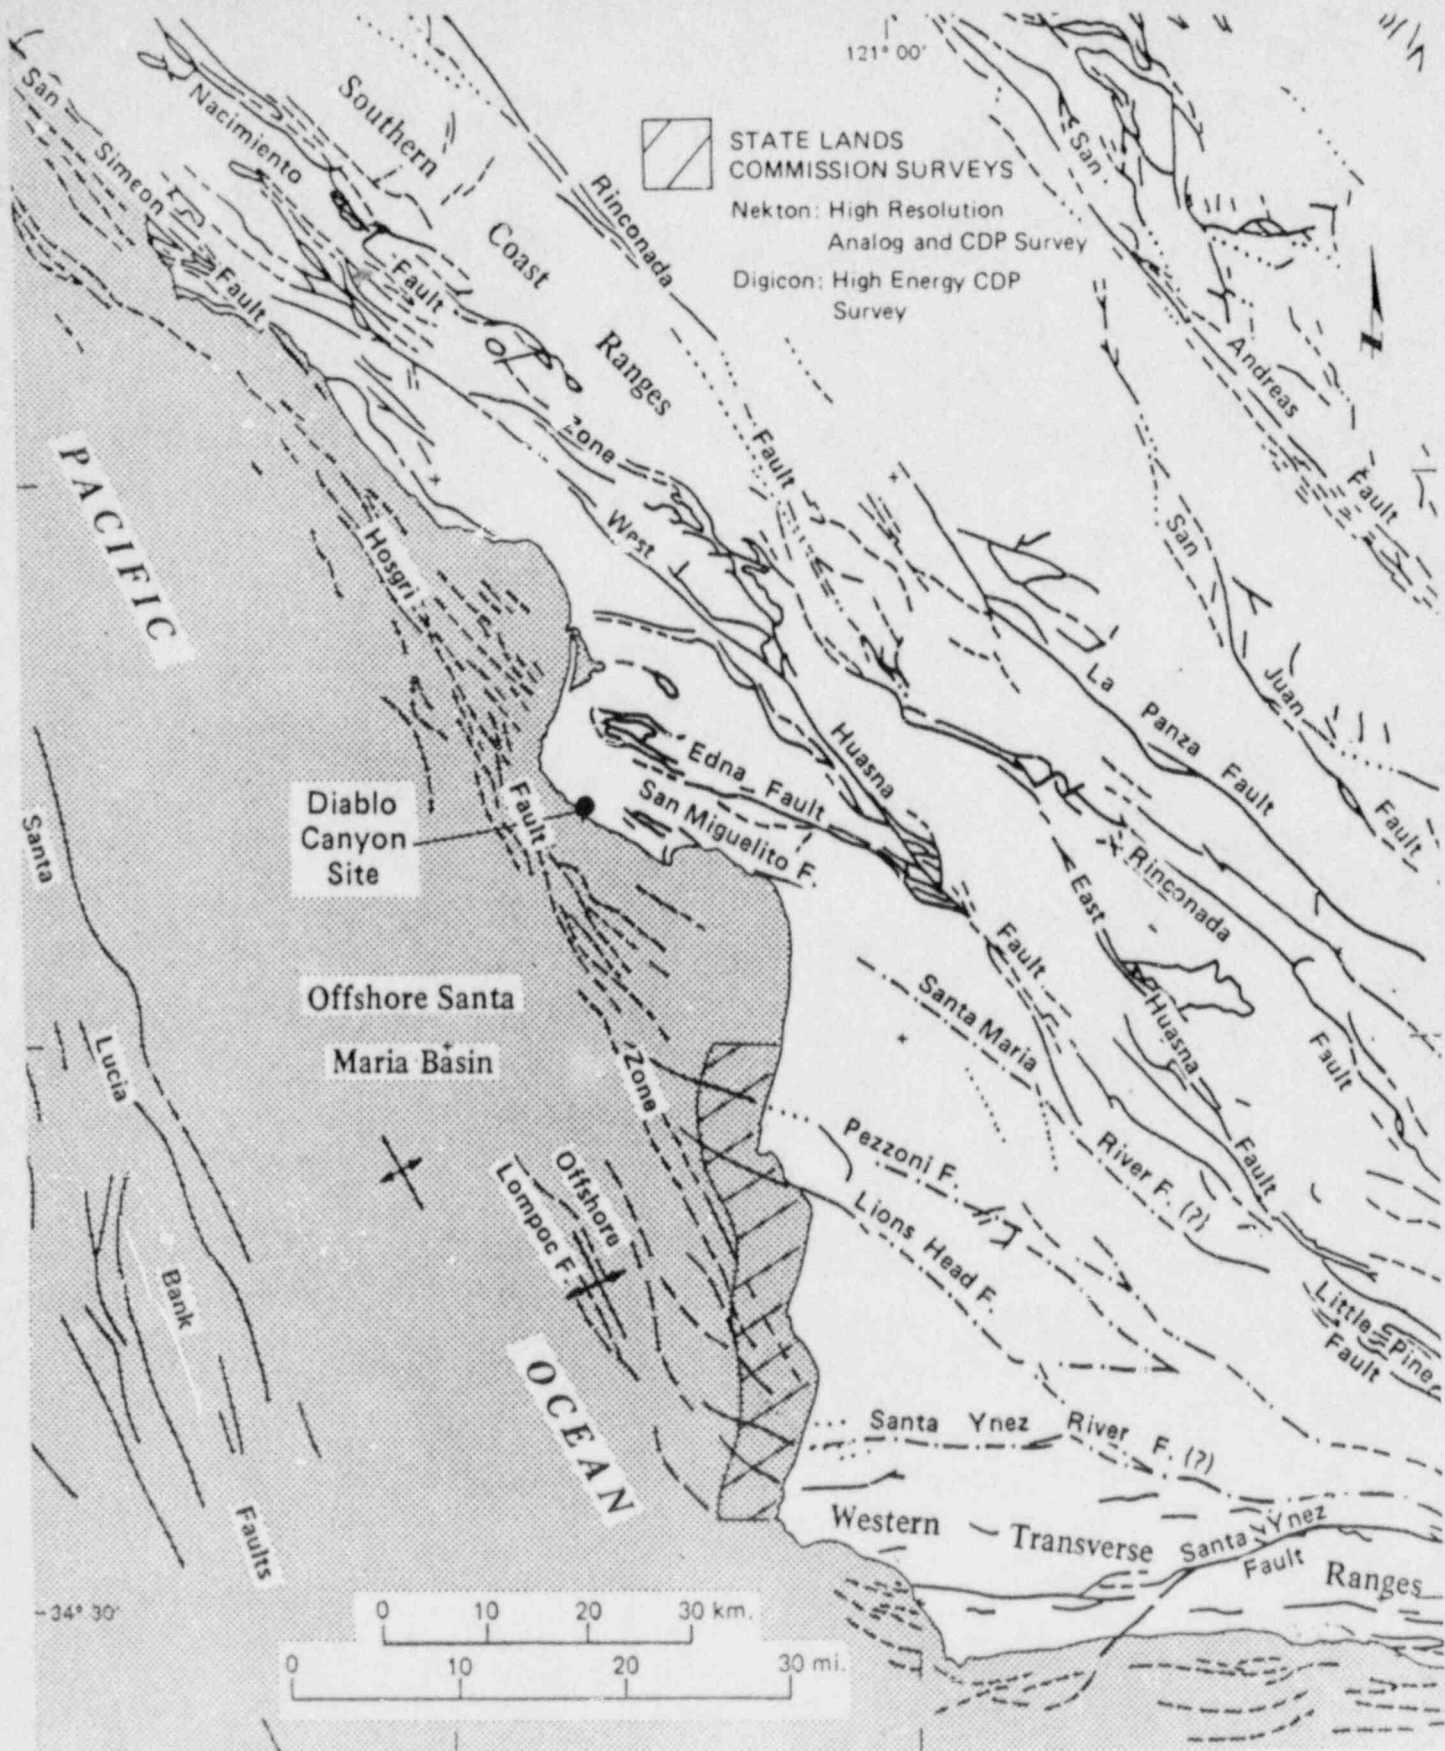 121° 00'
STATE LANDS
COMMISSION SURVEYS
Nekton: High Resolution
Analog and CDP Survey
Digicon: High Energy CDP
Survey
San Simeon Fault
Nacimiento Fault Zone
Southern Coast Ranges
Rinconada Fault
San Andreas Fault
PACIFIC
Hosgri Fault Zone
West Huasna Fault
San Juan Fault
La Panza Fault
Edna Fault
San Miguelito F.
Diablo
Canyon
Site
Rinconada Fault
East Huasna Fault
Santa Lucia Bank Faults
Offshore Santa
Maria Basin
Santa Maria River F. (?)
Pezzoni F.
Lions Head F.
Offshore
Lompoc F.
Little Pine
Fault
OCEAN
Santa Ynez River F. (?)
Western Transverse Ranges
Santa Ynez
Fault
34° 30'
0 10 20 30 km.
0 10 20 30 mi.